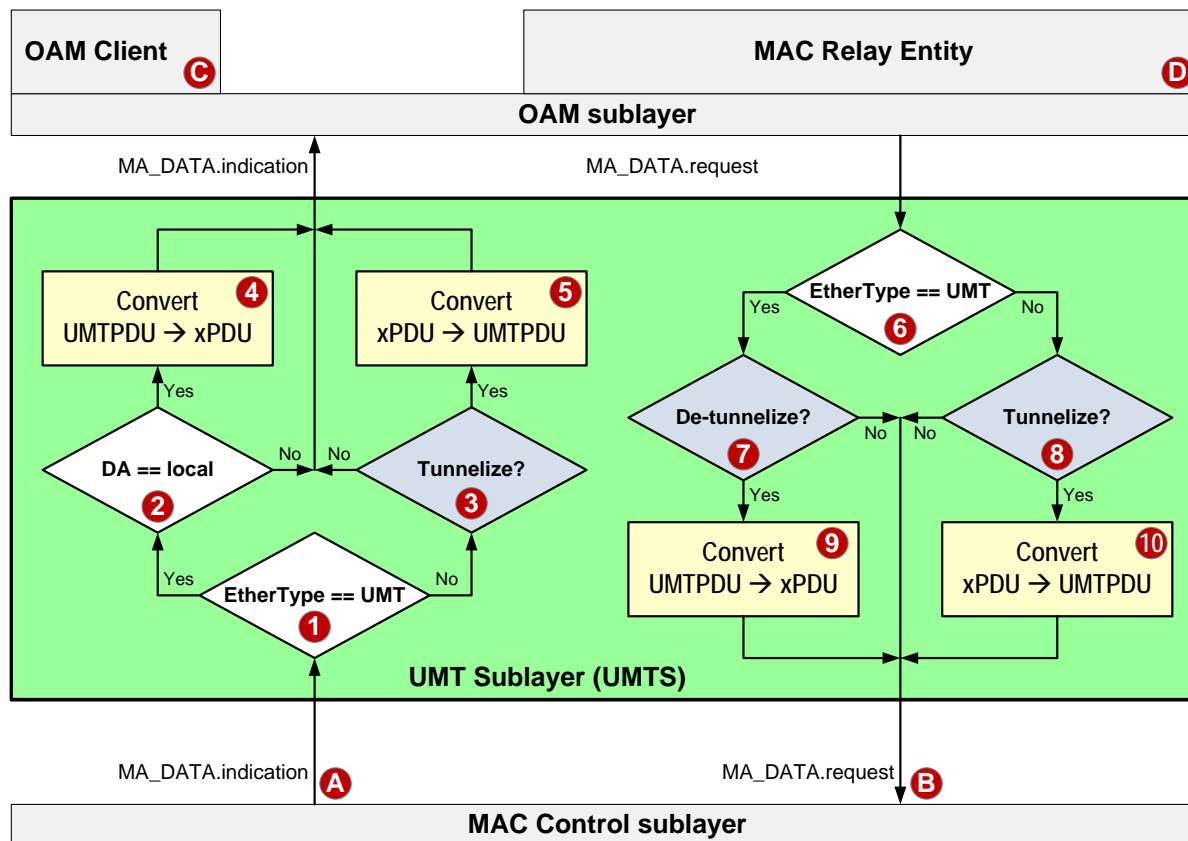 OAM Client
C
MAC Relay Entity
D
OAM sublayer
MA_DATA.indication
MA_DATA.request
4
Convert
UMTPDU → xPDU
5
Convert
xPDU → UMTPDU
EtherType == UMT
6
Yes
No
Yes
Yes
De-tunnelize?
7
No
No
Tunnelize?
8
DA == local
2
No
No
Tunnelize?
3
Yes
Yes
9
Convert
UMTPDU → xPDU
10
Convert
xPDU → UMTPDU
Yes
No
EtherType == UMT
1
UMT Sublayer (UMTS)
MA_DATA.indication
A
MA_DATA.request
B
MAC Control sublayer